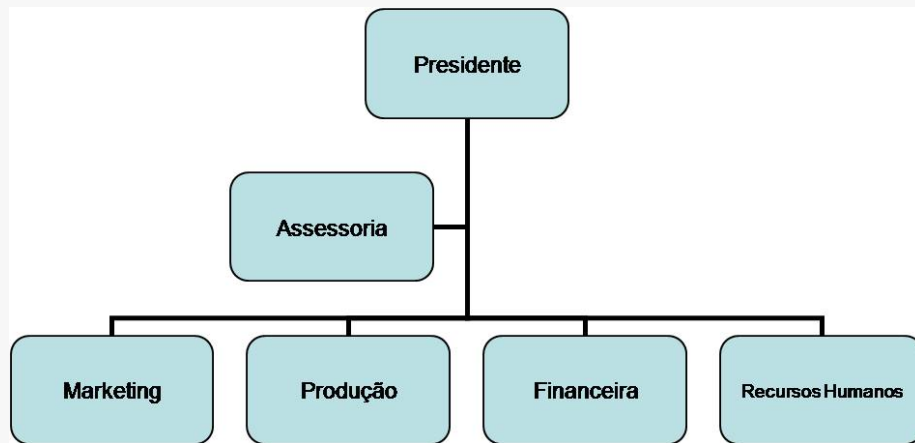 Presidente
Assessoria
Marketing
Produção
Financeira
Recursos Humanos